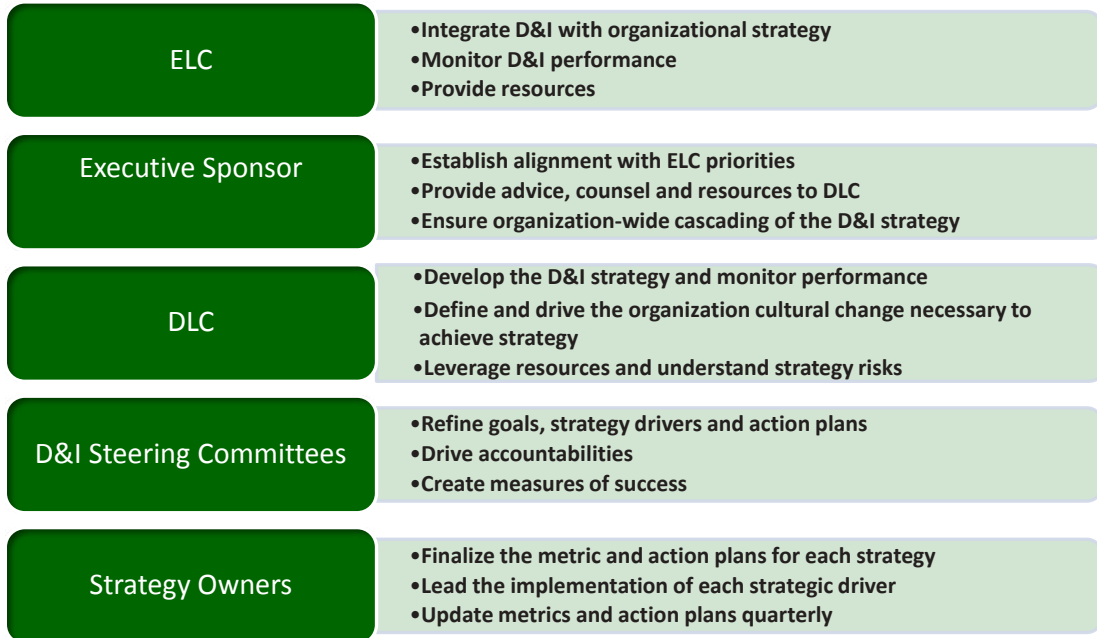 ELC
•Integrate D&I with organizational strategy
•Monitor D&I performance
•Provide resources
Executive Sponsor
•Establish alignment with ELC priorities
•Provide advice, counsel and resources to DLC
•Ensure organization-wide cascading of the D&I strategy
DLC
•Develop the D&I strategy and monitor performance
•Define and drive the organization cultural change necessary to
achieve strategy
•Leverage resources and understand strategy risks
D&I Steering Committees
•Refine goals, strategy drivers and action plans
•Drive accountabilities
•Create measures of success
Strategy Owners
•Finalize the metric and action plans for each strategy
•Lead the implementation of each strategic driver
•Update metrics and action plans quarterly